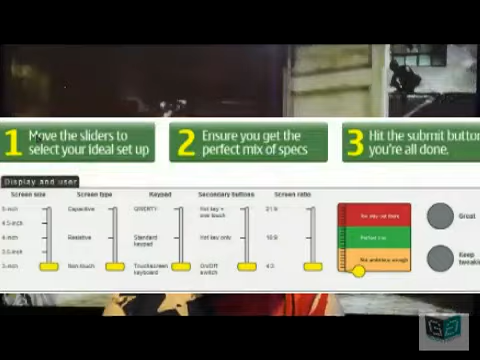 1 Move the sliders to
select your ideal set up
2 Ensure you get the
perfect mix of specs
3 Hit the submit button
you're all done.
Display and user
Screen size
Screen type
Keypad
Secondary buttons
Screen ratio
5-inch
Capacitive
QWERTY
Hot key +
one touch
21:9
4.5-inch
4-inch
Resistive
Standard
keypad
Hot key only
16:9
3.5-inch
3-inch
Non-touch
Touchscreen
keyboard
On/Off
switch
4:3
Perfect mix
Not ambitious enough
Great
Keep